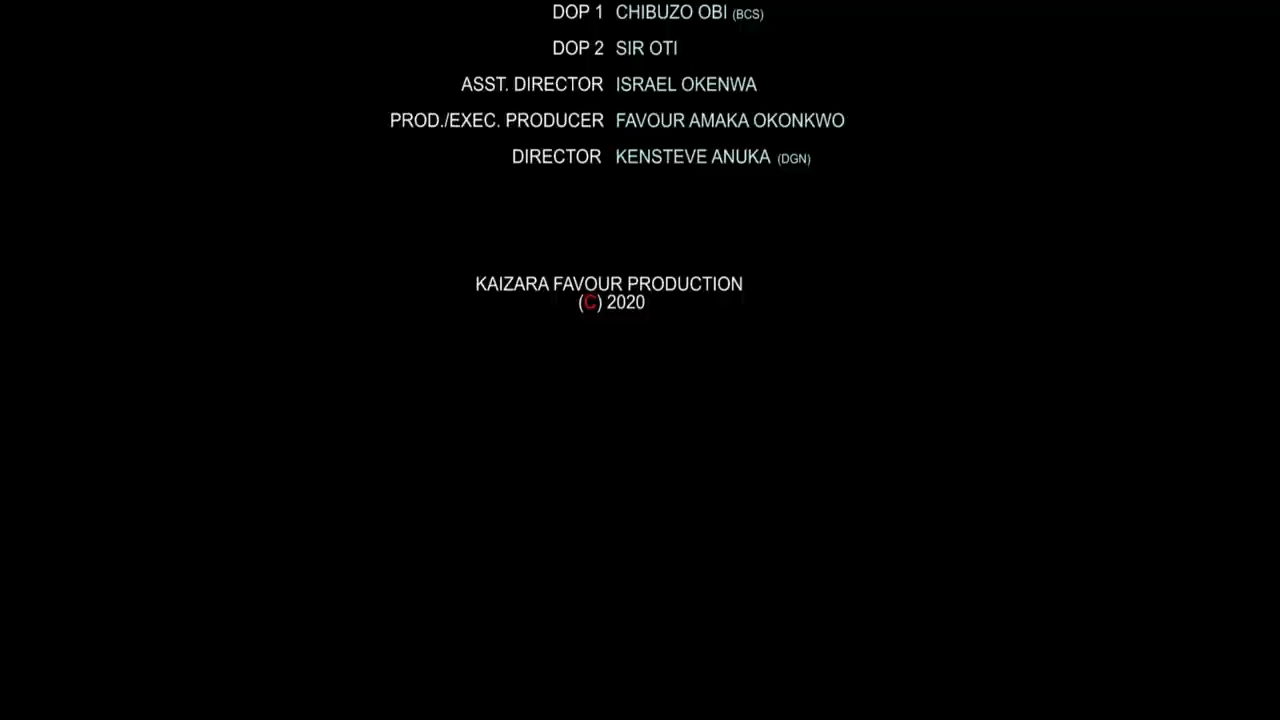 DOP 1 CHIBUZO OBI (BCS)
DOP 2 SIR OTI
ASST. DIRECTOR ISRAEL OKENWA
PROD./EXEC. PRODUCER FAVOUR AMAKA OKONKWO
DIRECTOR KENSTEVE ANUKA (DGN)
KAIZARA FAVOUR PRODUCTION
(C) 2020